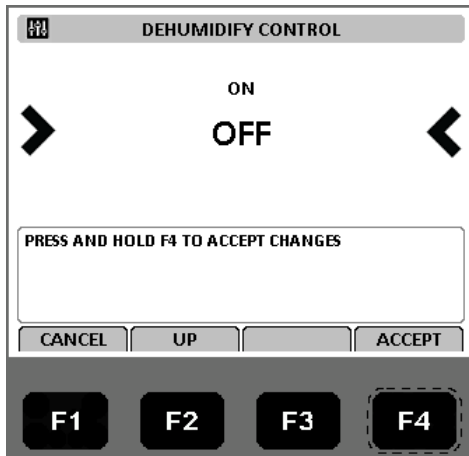 DEHUMIDIFY CONTROL
ON
OFF
PRESS AND HOLD F4 TO ACCEPT CHANGES
CANCEL UP ACCEPT
F1 F2 F3 F4